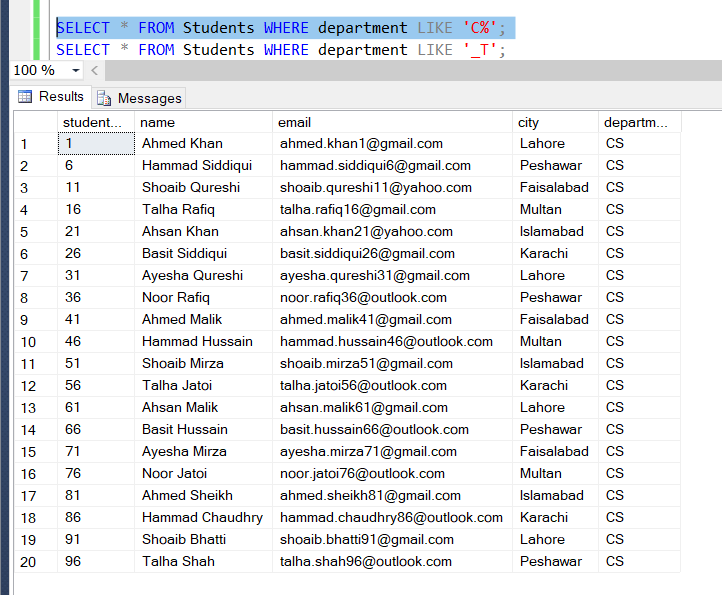 SELECT * FROM Students WHERE department LIKE 'C%';
SELECT * FROM Students WHERE department LIKE '_T';
100 %
Results Messages
student... name email city departm...
1 1 Ahmed Khan ahmed.khan1@gmail.com Lahore CS
2 6 Hammad Siddiqui hammad.siddiqui6@gmail.com Peshawar CS
3 11 Shoaib Qureshi shoaib.qureshi11@yahoo.com Faisalabad CS
4 16 Talha Rafiq talha.rafiq16@gmail.com Multan CS
5 21 Ahsan Khan ahsan.khan21@yahoo.com Islamabad CS
6 26 Basit Siddiqui basit.siddiqui26@gmail.com Karachi CS
7 31 Ayesha Qureshi ayesha.qureshi31@gmail.com Lahore CS
8 36 Noor Rafiq noor.rafiq36@outlook.com Peshawar CS
9 41 Ahmed Malik ahmed.malik41@gmail.com Faisalabad CS
10 46 Hammad Hussain hammad.hussain46@outlook.com Multan CS
11 51 Shoaib Mirza shoaib.mirza51@gmail.com Islamabad CS
12 56 Talha Jatoi talha.jatoi56@outlook.com Karachi CS
13 61 Ahsan Malik ahsan.malik61@gmail.com Lahore CS
14 66 Basit Hussain basit.hussain66@outlook.com Peshawar CS
15 71 Ayesha Mirza ayesha.mirza71@gmail.com Faisalabad CS
16 76 Noor Jatoi noor.jatoi76@outlook.com Multan CS
17 81 Ahmed Sheikh ahmed.sheikh81@gmail.com Islamabad CS
18 86 Hammad Chaudhry hammad.chaudhry86@outlook.com Karachi CS
19 91 Shoaib Bhatti shoaib.bhatti91@gmail.com Lahore CS
20 96 Talha Shah talha.shah96@outlook.com Peshawar CS